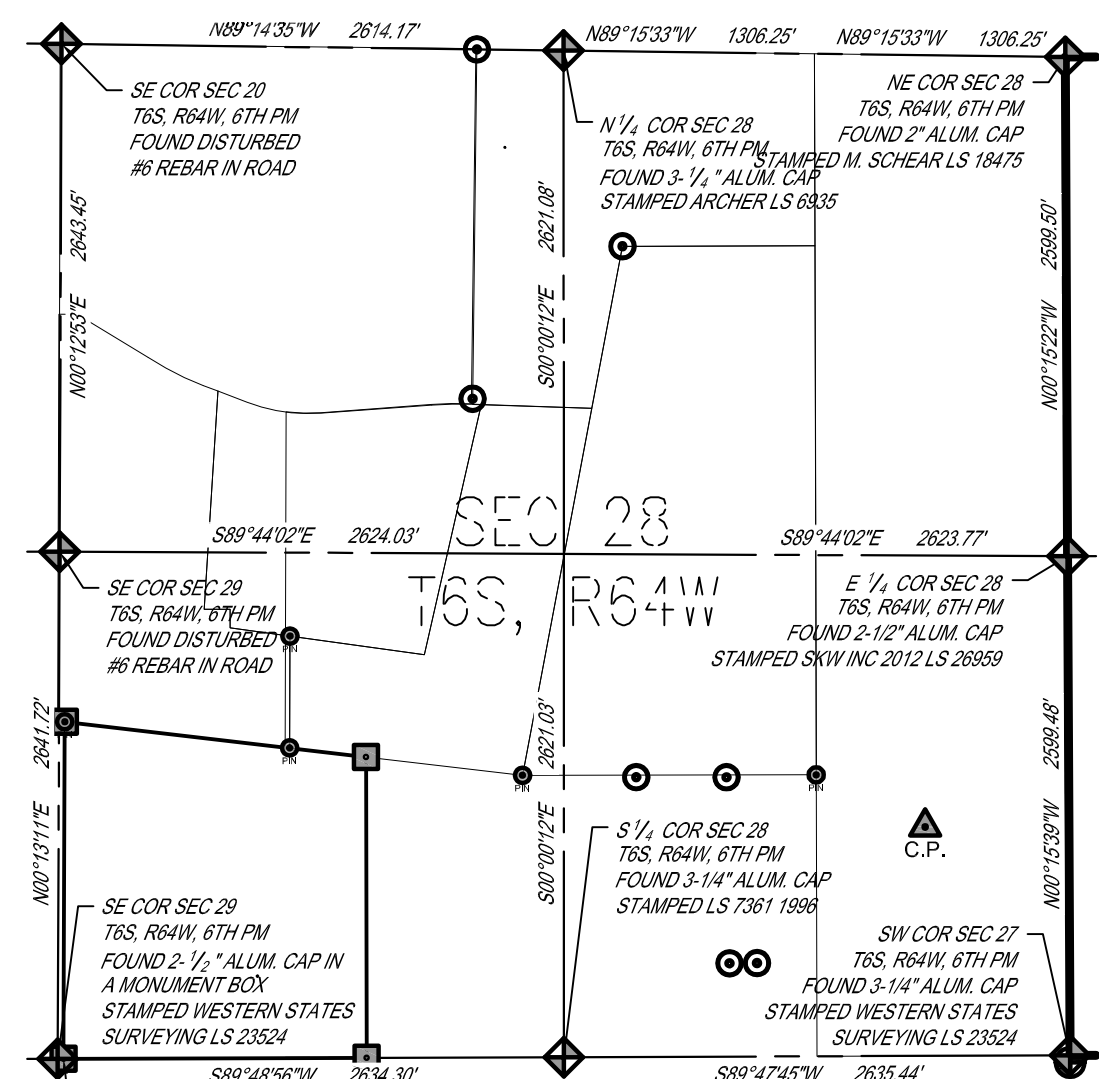 N89°14'35"W 2614.17'
N89°15'33"W 1306.25'
N89°15'33"W 1306.25'
SE COR SEC 20
T6S, R64W, 6TH PM
FOUND DISTURBED
#6 REBAR IN ROAD
N 1/4 COR SEC 28
T6S, R64W, 6TH PM
FOUND 3-1/4" ALUM. CAP
STAMPED ARCHER LS 6935
NE COR SEC 28
T6S, R64W, 6TH PM
FOUND 2" ALUM. CAP
STAMPED M. SCHEAR LS 18475
N00°12'53"E 2643.45'
S00°00'12"E 2621.08'
N00°15'22"W 2599.50'
SEC 28
T6S, R64W
S89°44'02"E 2624.03'
S89°44'02"E 2623.77'
SE COR SEC 29
T6S, R64W, 6TH PM
FOUND DISTURBED
#6 REBAR IN ROAD
E 1/4 COR SEC 28
T6S, R64W, 6TH PM
FOUND 2-1/2" ALUM. CAP
STAMPED SKW INC 2012 LS 26959
PIN
PIN
PIN
PIN
N00°13'11"E 2641.72'
S00°00'12"E 2621.03'
N00°15'39"W 2599.48'
C.P.
S 1/4 COR SEC 28
T6S, R64W, 6TH PM
FOUND 3-1/4" ALUM. CAP
STAMPED LS 7361 1996
SE COR SEC 29
T6S, R64W, 6TH PM
FOUND 2-1/2" ALUM. CAP IN
A MONUMENT BOX
STAMPED WESTERN STATES
SURVEYING LS 23524
SW COR SEC 27
T6S, R64W, 6TH PM
FOUND 3-1/4" ALUM. CAP
STAMPED WESTERN STATES
SURVEYING LS 23524
S89°48'56"W 2634.30'
S89°47'45"W 2635.44'